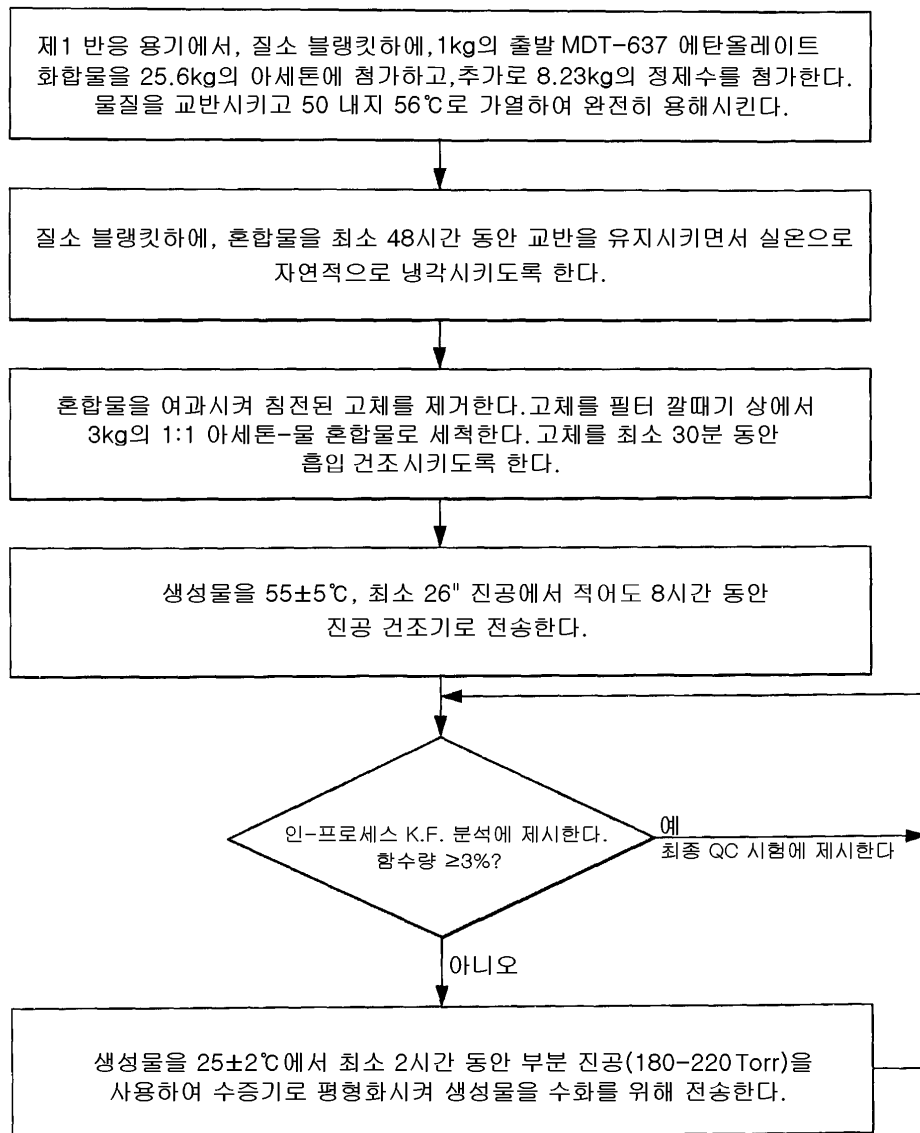 제1 반응 용기에서, 질소 블랭킷하에,1kg의 출발 MDT-637 에탄올레이트
화합물을 25.6kg의 아세톤에 첨가하고,추가로 8.23kg의 정제수를 첨가한다.
물질을 교반시키고 50 내지 56℃로 가열하여 완전히 용해시킨다.
질소 블랭킷하에, 혼합물을 최소 48시간 동안 교반을 유지시키면서 실온으로
자연적으로 냉각시키도록 한다.
혼합물을 여과시켜 침전된 고체를 제거한다.고체를 필터 깔때기 상에서
3kg의 1:1 아세톤-물 혼합물로 세척한다.고체를 최소 30분 동안
흡입 건조시키도록 한다.
생성물을 55±5℃, 최소 26" 진공에서 적어도 8시간 동안
진공 건조기로 전송한다.
인-프로세스 K.F. 분석에 제시한다.
함수량 ≥3%?
예
최종 QC 시험에 제시한다
아니오
생성물을 25±2℃에서 최소 2시간 동안 부분 진공(180-220Torr)을
사용하여 수증기로 평형화시켜 생성물을 수화를 위해 전송한다.